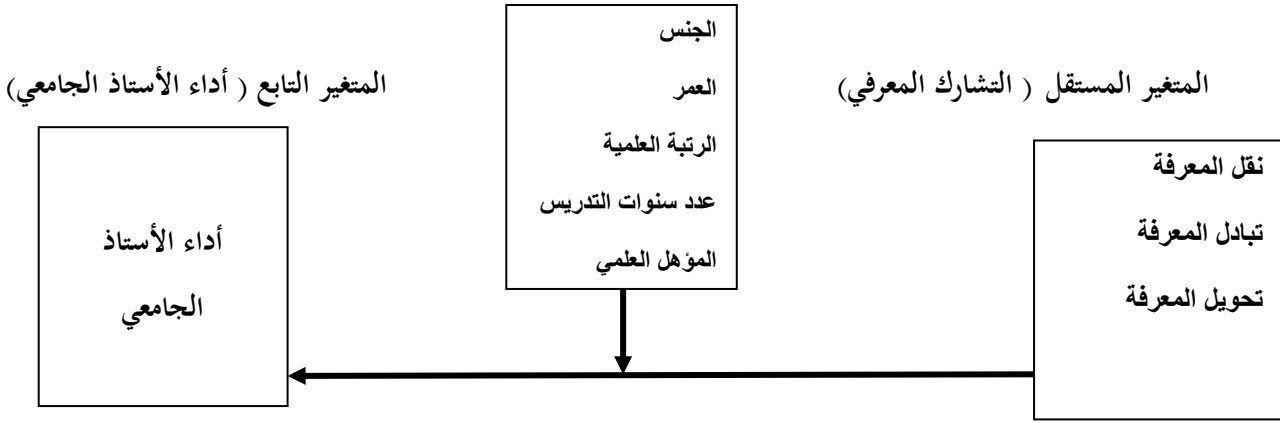 المتغير المستقل ( التشارك المعرفي)
نقل المعرفة
تبادل المعرفة
تحويل المعرفة
الجنس
العمر
الرتبة العلمية
عدد سنوات التدريس
المؤهل العلمي
المتغير التابع ( أداء الأستاذ الجامعي)
أداء الأستاذ
الجامعي